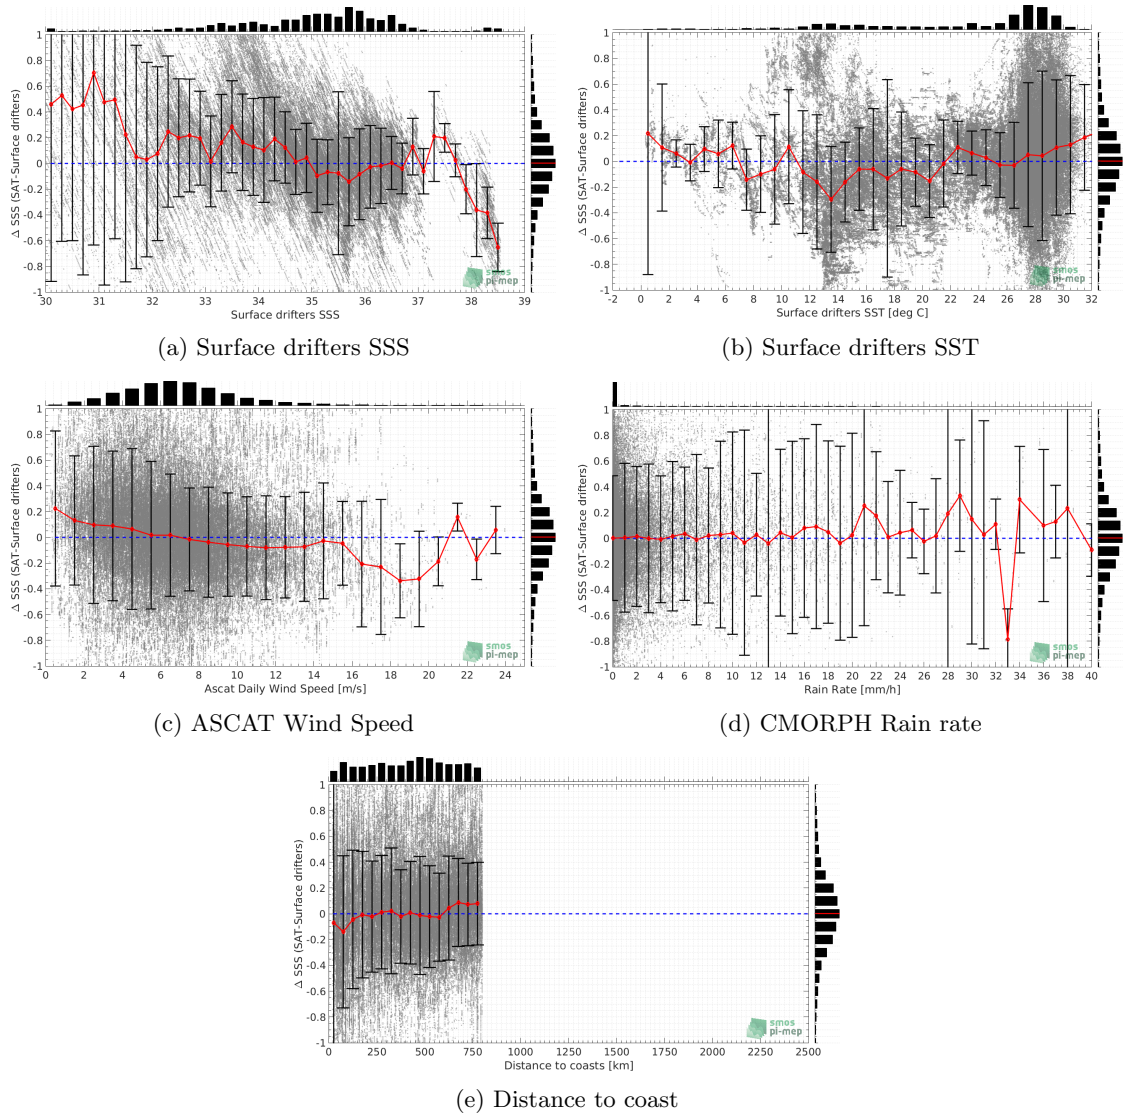 1
0.8
0.6
0.4
0.2
0
-0.2
-0.4
-0.6
-0.8
-1
Δ SSS (SAT-Surface drifters)
30 31 32 33 34 35 36 37 38 39
Surface drifters SSS
smos
pi-mep
(a) Surface drifters SSS
1
0.8
0.6
0.4
0.2
0
-0.2
-0.4
-0.6
-0.8
-1
Δ SSS (SAT-Surface drifters)
-2 0 2 4 6 8 10 12 14 16 18 20 22 24 26 28 30 32
Surface drifters SST [deg C]
smos
pi-mep
(b) Surface drifters SST
1
0.8
0.6
0.4
0.2
0
-0.2
-0.4
-0.6
-0.8
-1
Δ SSS (SAT-Surface drifters)
0 2 4 6 8 10 12 14 16 18 20 22 24
Ascat Daily Wind Speed [m/s]
smos
pi-mep
(c) ASCAT Wind Speed
1
0.8
0.6
0.4
0.2
0
-0.2
-0.4
-0.6
-0.8
-1
Δ SSS (SAT-Surface drifters)
0 2 4 6 8 10 12 14 16 18 20 22 24 26 28 30 32 34 36 38 40
Rain Rate [mm/h]
smos
pi-mep
(d) CMORPH Rain rate
1
0.8
0.6
0.4
0.2
0
-0.2
-0.4
-0.6
-0.8
-1
Δ SSS (SAT-Surface drifters)
0 250 500 750 1000 1250 1500 1750 2000 2250 2500
Distance to coasts [km]
smos
pi-mep
(e) Distance to coast